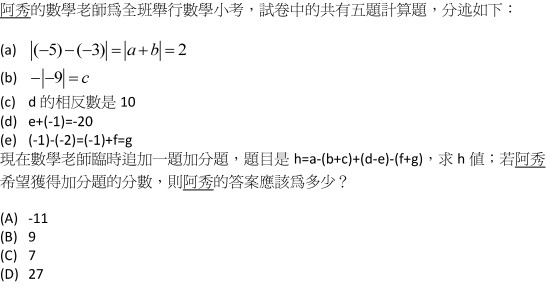 阿秀的數學老師為全班舉行數學小考，試卷中的共有五題計算題，分述如下：
(a) |(−5)−(−3)|=|a+b|=2
(b) −|−9|=c
(c) d 的相反數是 10
(d) e+(-1)=-20
(e) (-1)-(-2)=(-1)+f=g
現在數學老師臨時追加一題加分題，題目是 h=a-(b+c)+(d-e)-(f+g)，求 h 值；若阿秀
希望獲得加分題的分數，則阿秀的答案應該為多少？
(A) -11
(B) 9
(C) 7
(D) 27